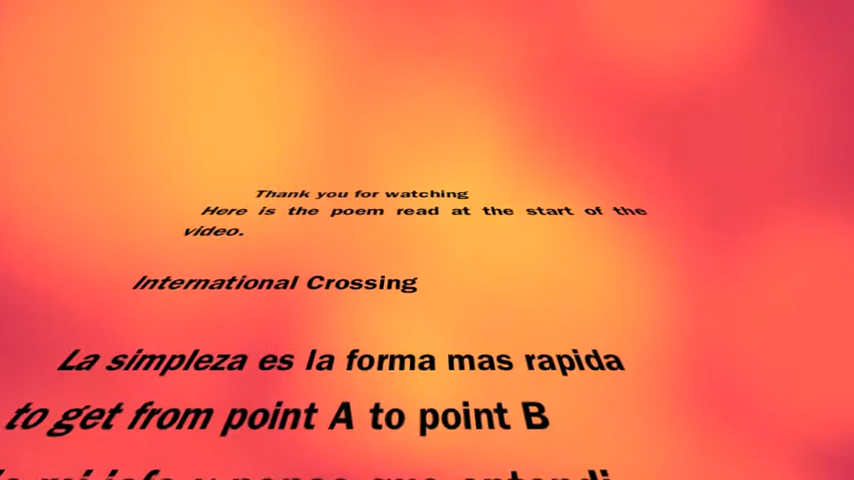 Thank you for watching
Here is the poem read at the start of the
video.
International Crossing
La simpleza es la forma mas rapida
to get from point A to point B